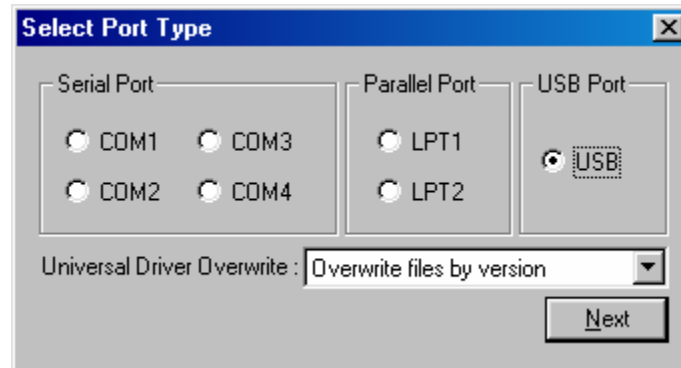 Select Port Type
Serial Port Parallel Port USB Port
COM1 COM3 LPT1 USB
COM2 COM4 LPT2
Universal Driver Overwrite : Overwrite files by version
Next